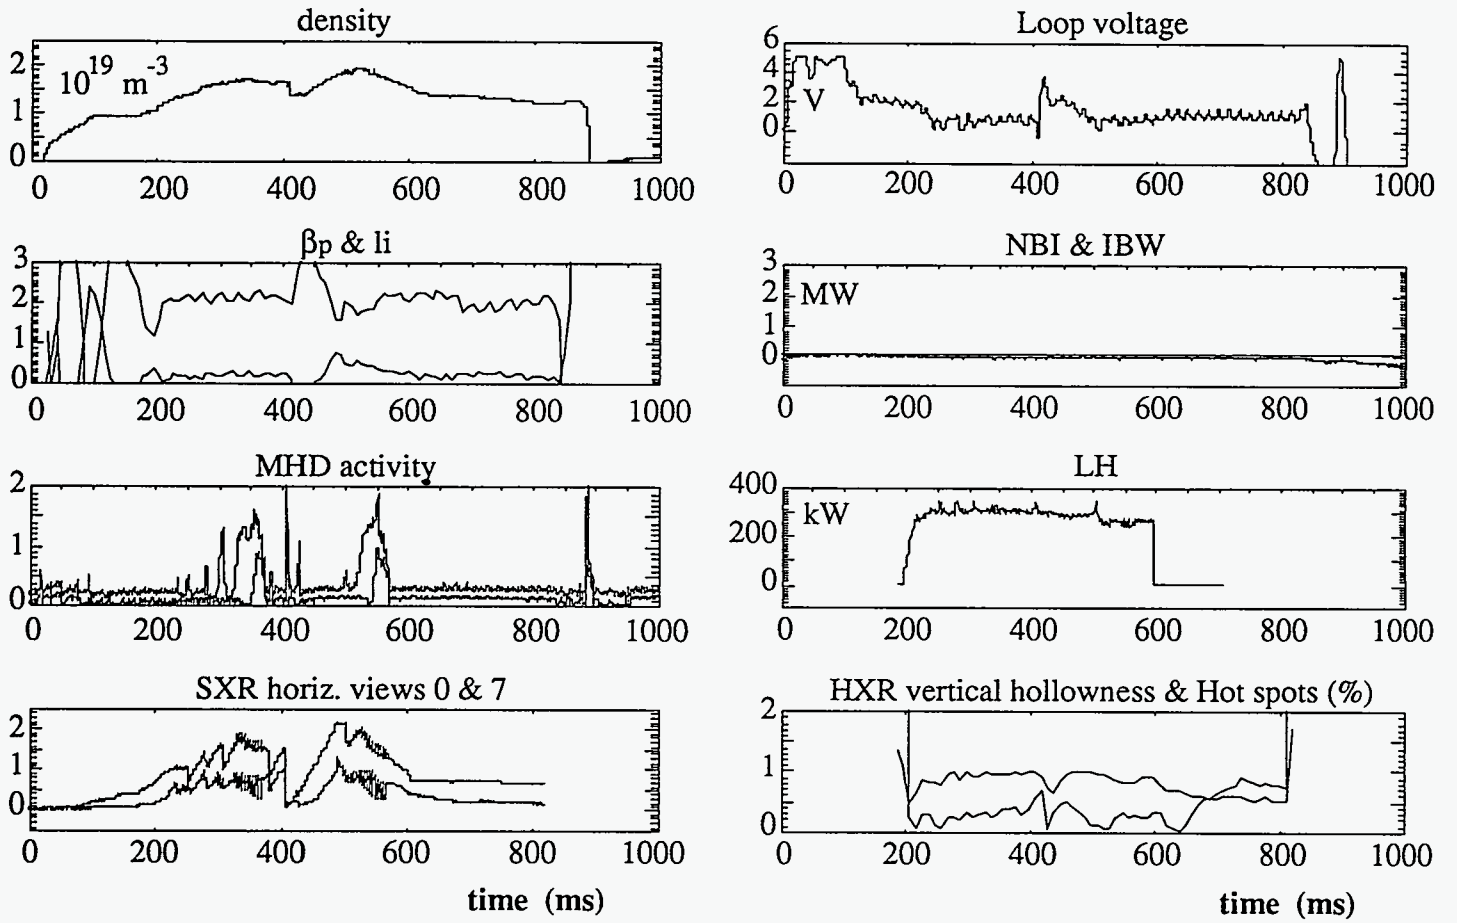 density
2
1
0
10^19 m^-3
0 200 400 600 800 1000
Loop voltage
6
4
2
0
V
0 200 400 600 800 1000
βp & li
3
2
1
0
0 200 400 600 800 1000
NBI & IBW
3
2
1
0
MW
0 200 400 600 800 1000
MHD activity
2
1
0
0 200 400 600 800 1000
LH
400
200
0
kW
0 200 400 600 800 1000
SXR horiz. views 0 & 7
2
1
0
0 200 400 600 800 1000
time (ms)
HXR vertical hollowness & Hot spots (%)
2
1
0
0 200 400 600 800 1000
time (ms)